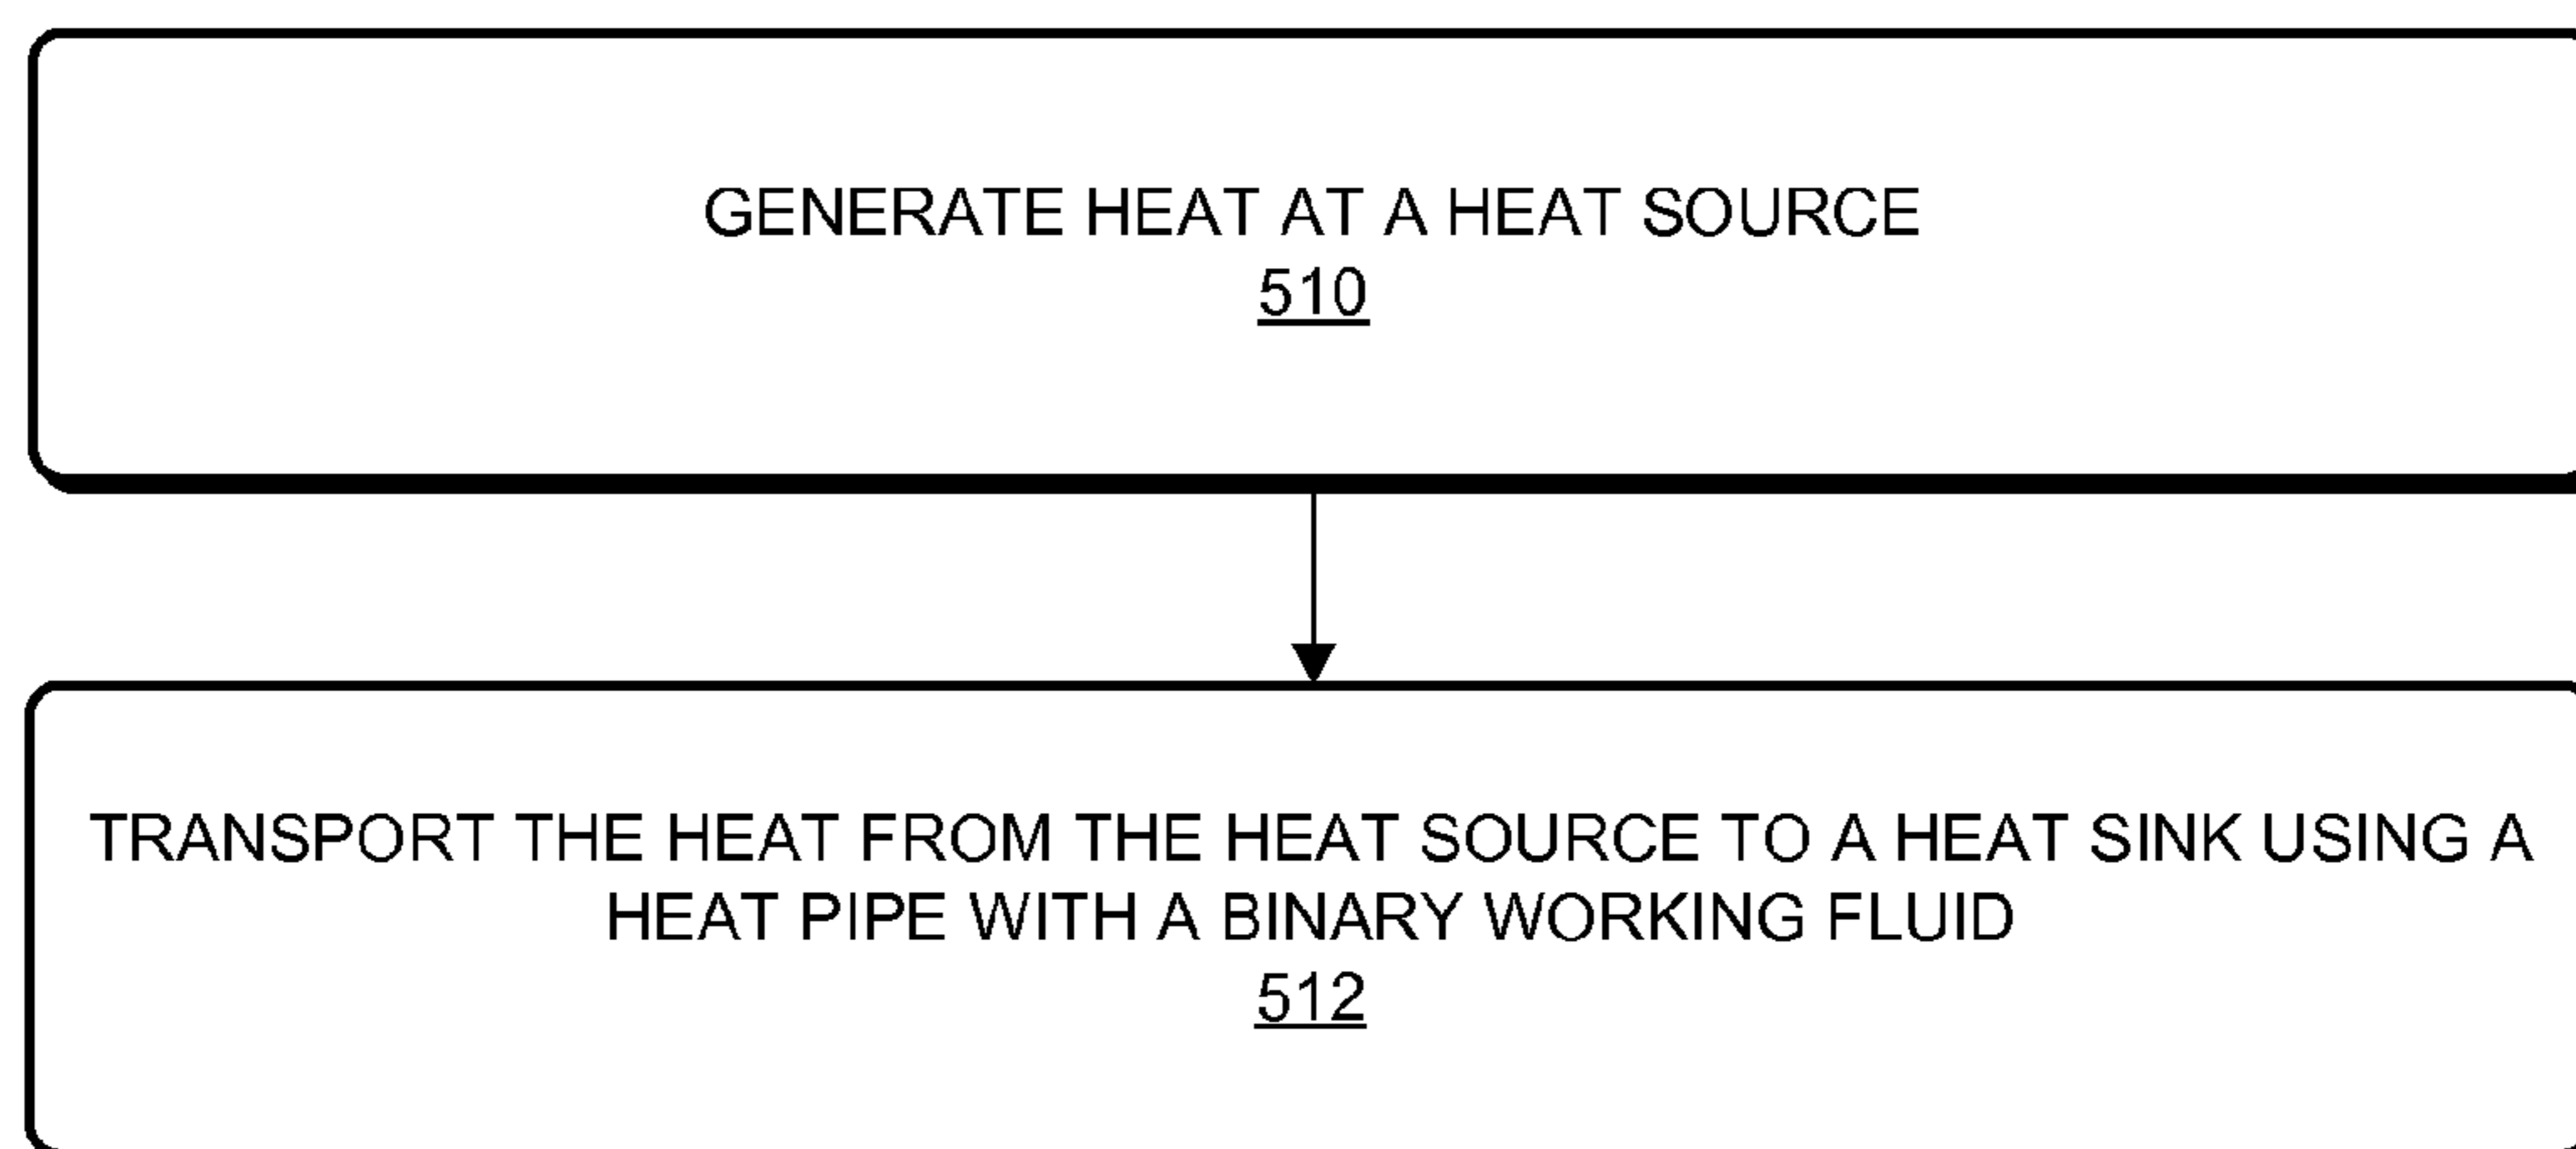 GENERATE HEAT AT A HEAT SOURCE
510
TRANSPORT THE HEAT FROM THE HEAT SOURCE TO A HEAT SINK USING A
HEAT PIPE WITH A BINARY WORKING FLUID
512